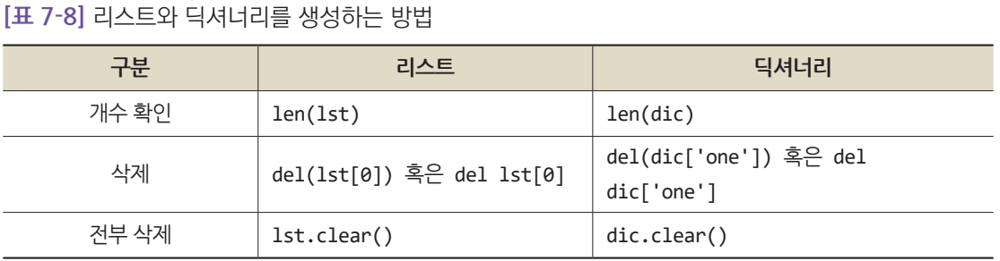 [표 7-8] 리스트와 딕셔너리를 생성하는 방법
구분 리스트 딕셔너리
개수 확인 len(lst) len(dic)
삭제 del(lst[0]) 혹은 del lst[0] del(dic['one']) 혹은 del
dic['one']
전부 삭제 lst.clear() dic.clear()